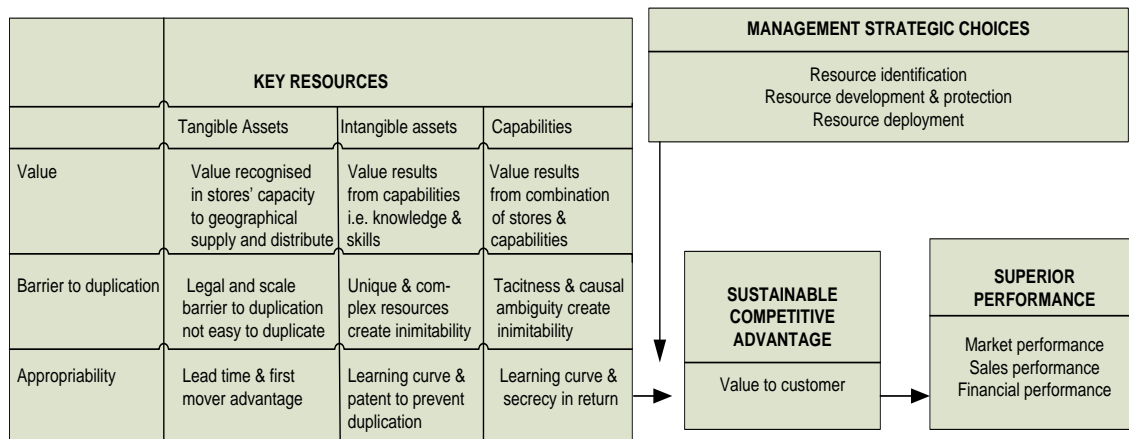 KEY RESOURCES
Tangible Assets
Intangible assets
Capabilities
Value
Value recognised
in stores' capacity
to geographical
supply and distribute
Value results
from capabilities
i.e. knowledge &
skills
Value results
from combination
of stores &
capabilities
Barrier to duplication
Legal and scale
barrier to duplication
not easy to duplicate
Unique & com-
plex resources
create inimitability
Tacitness & causal
ambiguity create
inimitability
Appropriability
Lead time & first
mover advantage
Learning curve &
patent to prevent
duplication
Learning curve &
secrecy in return
MANAGEMENT STRATEGIC CHOICES
Resource identification
Resource development & protection
Resource deployment
SUSTAINABLE
COMPETITIVE
ADVANTAGE
Value to customer
SUPERIOR
PERFORMANCE
Market performance
Sales performance
Financial performance